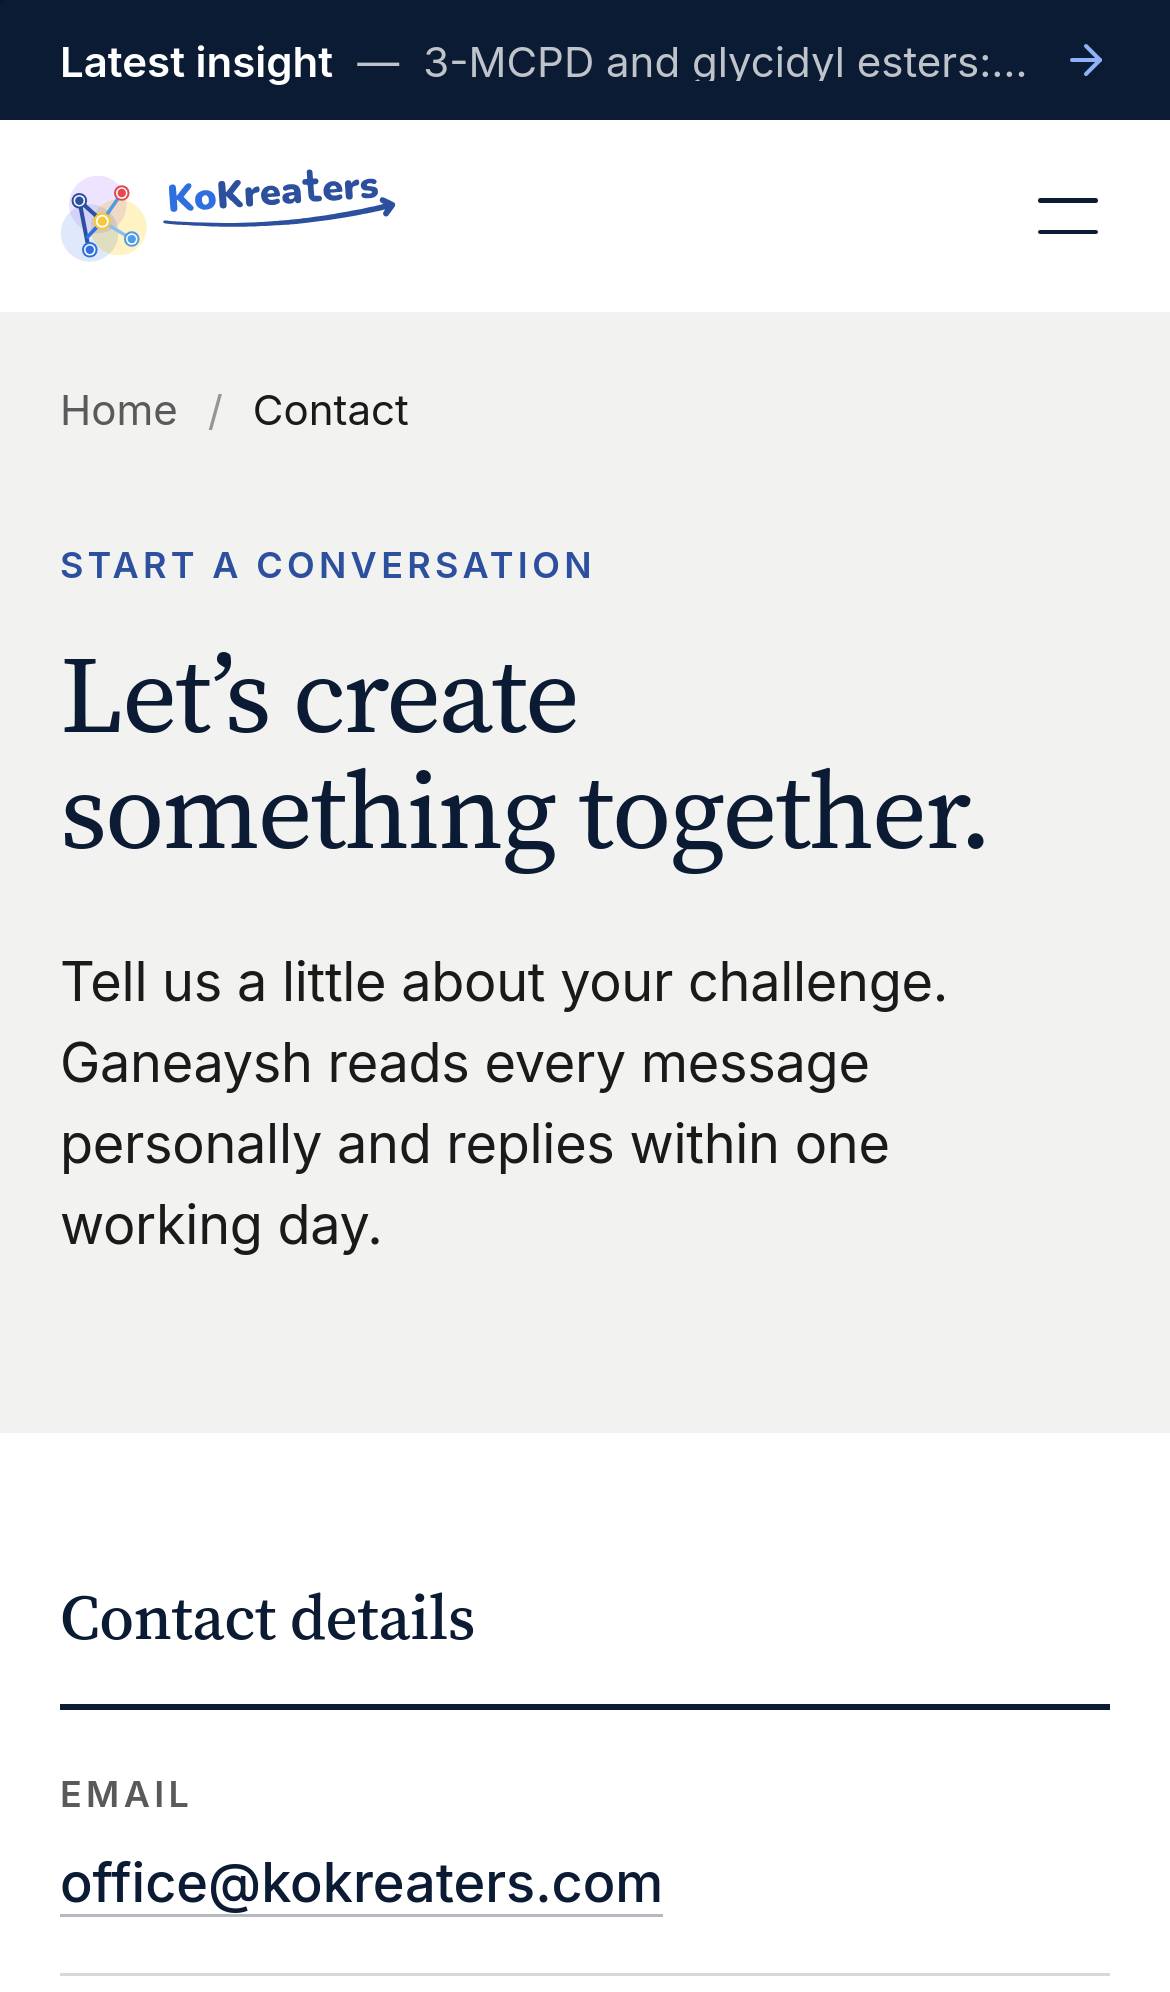 Latest insight — 3-MCPD and glycidyl esters:...
KoKreaters
Home / Contact
START A CONVERSATION
Let’s create
something together.
Tell us a little about your challenge.
Ganeaysh reads every message
personally and replies within one
working day.
Contact details
EMAIL
office@kokreaters.com